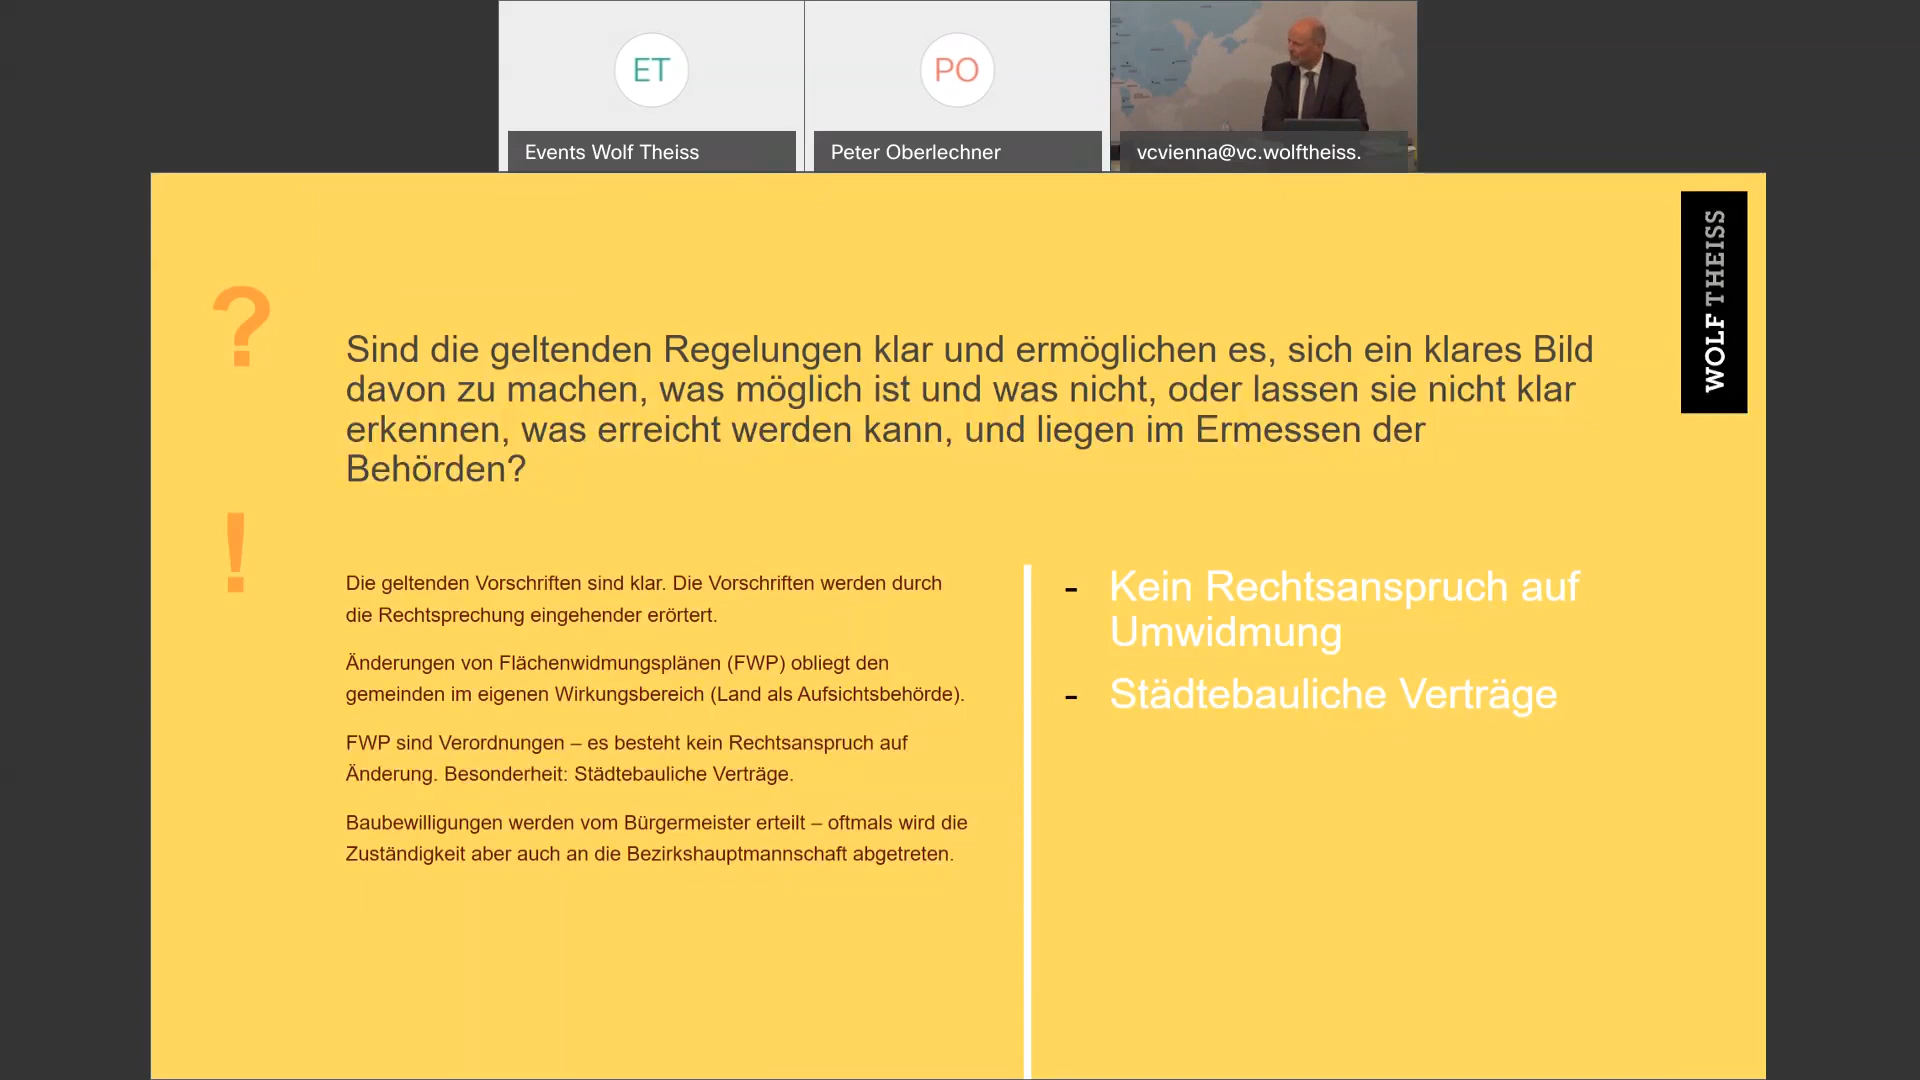 ET
PO
Events Wolf Theiss
Peter Oberlechner
vcvienna@vc.wolftheiss.
WOLF THEISS
?
Sind die geltenden Regelungen klar und ermöglichen es, sich ein klares Bild
davon zu machen, was möglich ist und was nicht, oder lassen sie nicht klar
erkennen, was erreicht werden kann, und liegen im Ermessen der
Behörden?
!
Die geltenden Vorschriften sind klar. Die Vorschriften werden durch
die Rechtsprechung eingehender erörtert.
Änderungen von Flächenwidmungsplänen (FWP) obliegt den
gemeinden im eigenen Wirkungsbereich (Land als Aufsichtsbehörde).
FWP sind Verordnungen – es besteht kein Rechtsanspruch auf
Änderung. Besonderheit: Städtebauliche Verträge.
Baubewilligungen werden vom Bürgermeister erteilt – oftmals wird die
Zuständigkeit aber auch an die Bezirkshauptmannschaft abgetreten.
- Kein Rechtsanspruch auf
Umwidmung
- Städtebauliche Verträge